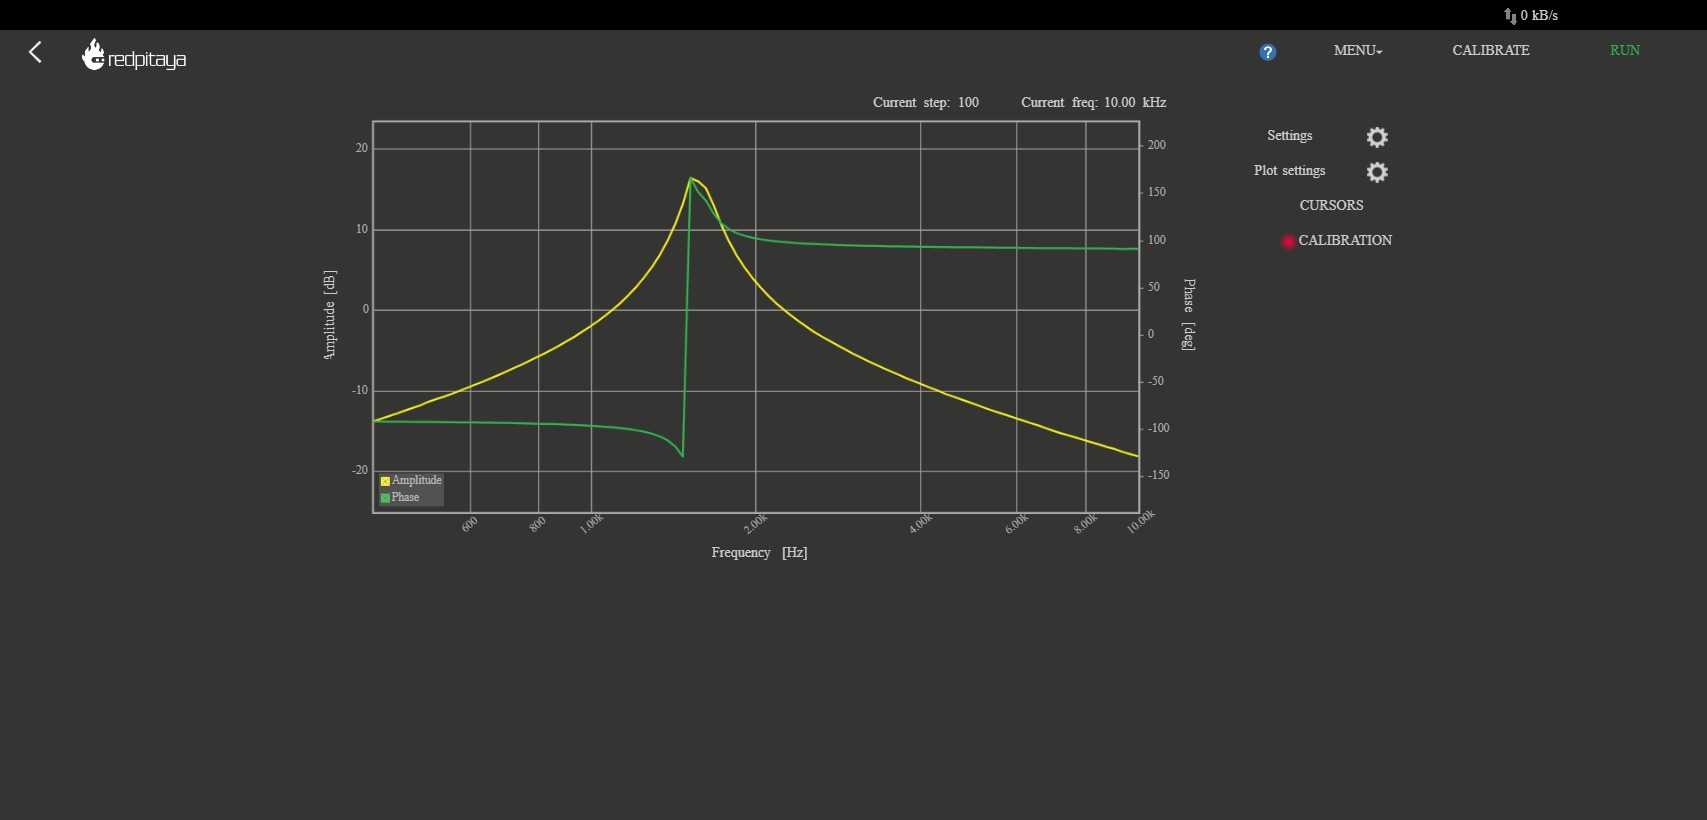 0 kB/s
redpitaya
?
MENU
CALIBRATE
RUN
Current step: 100
Current freq: 10.00 kHz
Settings
Plot settings
CURSORS
CALIBRATION
20
10
0
-10
-20
Amplitude [dB]
200
150
100
50
0
-50
-100
-150
Phase [deg]
Amplitude
Phase
600
800
1.00k
2.00k
4.00k
6.00k
8.00k
10.00k
Frequency [Hz]